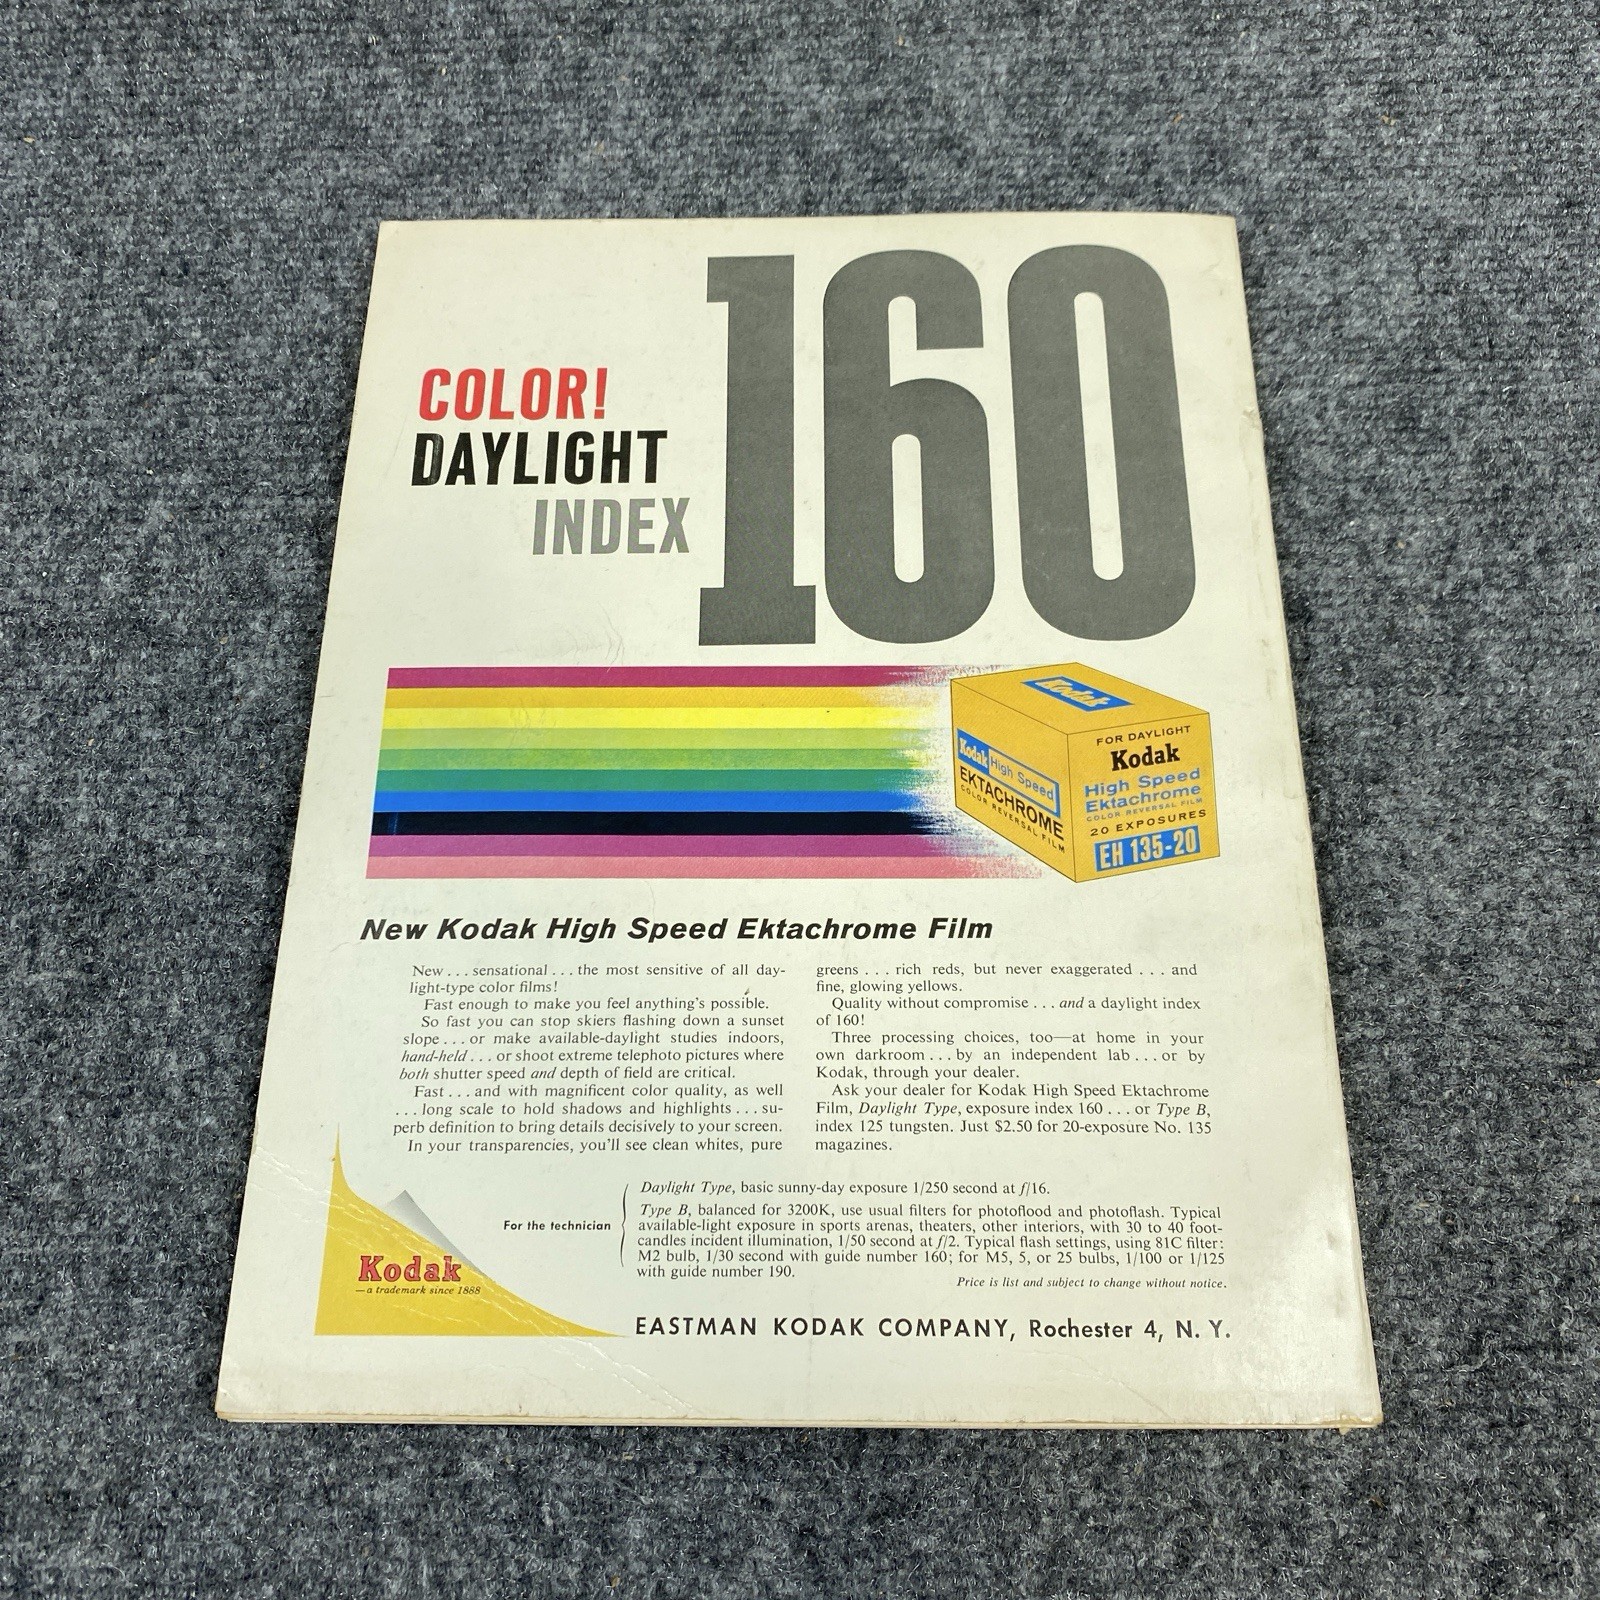 160
COLOR!
DAYLIGHT
INDEX
Kodak
FOR DAYLIGHT
Kodak
High Speed
Ektachrome
COLOR REVERSAL FILM
20 EXPOSURES
EH 135-20
Kodak High Speed
EKTACHROME
COLOR REVERSAL FILM
New Kodak High Speed Ektachrome Film
New . . . sensational . . . the most sensitive of all day-
light-type color films!
Fast enough to make you feel anything's possible.
So fast you can stop skiers flashing down a sunset
slope . . . or make available-daylight studies indoors,
hand-held . . . or shoot extreme telephoto pictures where
both shutter speed and depth of field are critical.
Fast . . . and with magnificent color quality, as well
. . . long scale to hold shadows and highlights . . . su-
perb definition to bring details decisively to your screen.
In your transparencies, you'll see clean whites, pure
greens . . . rich reds, but never exaggerated . . . and
fine, glowing yellows.
Quality without compromise . . . and a daylight index
of 160!
Three processing choices, too—at home in your
own darkroom . . . by an independent lab . . . or by
Kodak, through your dealer.
Ask your dealer for Kodak High Speed Ektachrome
Film, Daylight Type, exposure index 160 . . . or Type B,
index 125 tungsten. Just $2.50 for 20-exposure No. 135
magazines.
For the technician
Daylight Type, basic sunny-day exposure 1/250 second at f/16.
Type B, balanced for 3200K, use usual filters for photoflood and photoflash. Typical
available-light exposure in sports arenas, theaters, other interiors, with 30 to 40 foot-
candles incident illumination, 1/50 second at f/2. Typical flash settings, using 81C filter:
M2 bulb, 1/30 second with guide number 160; for M5, 5, or 25 bulbs, 1/100 or 1/125
with guide number 190.
Price is list and subject to change without notice.
Kodak
—a trademark since 1888
EASTMAN KODAK COMPANY, Rochester 4, N. Y.